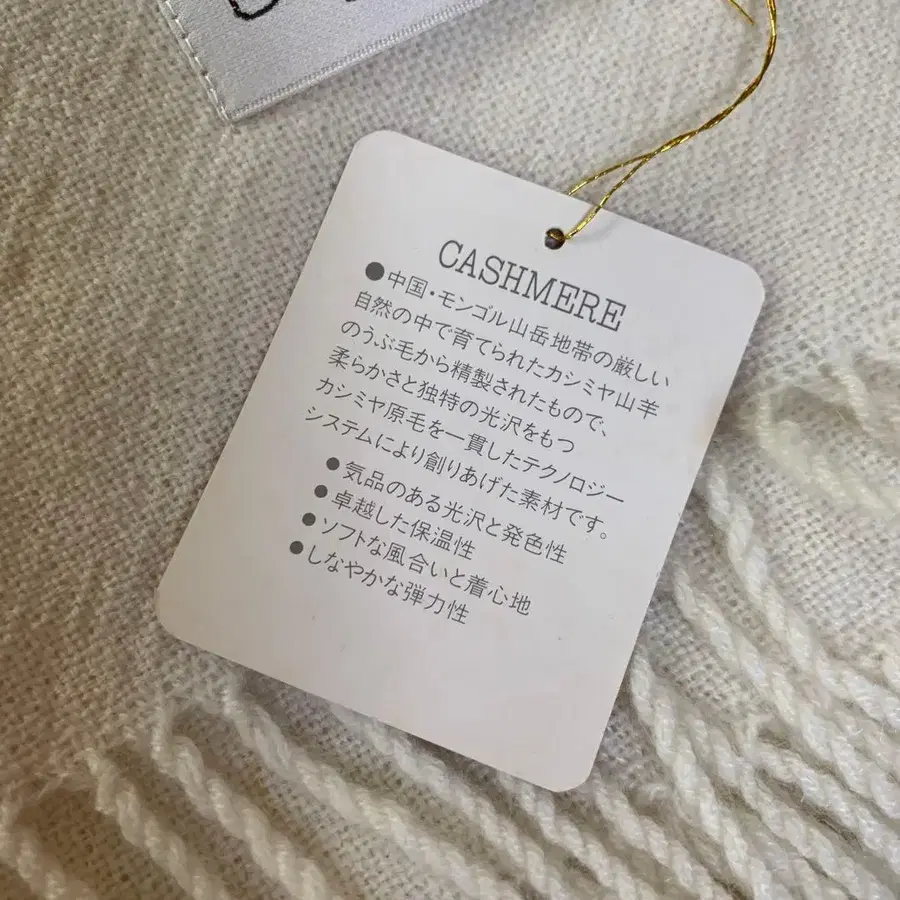 CASHMERE
●中国・モンゴル山岳地帯の厳しい
自然の中で育てられたカシミヤ山羊
のうぶ毛から精製されたもので、
柔らかさと独特の光沢をもつ
カシミヤ原毛を一貫したテクノロジー
システムにより創りあげた素材です。
●気品のある光沢と発色性
●卓越した保温性
●ソフトな風合いと着心地
●しなやかな弾力性